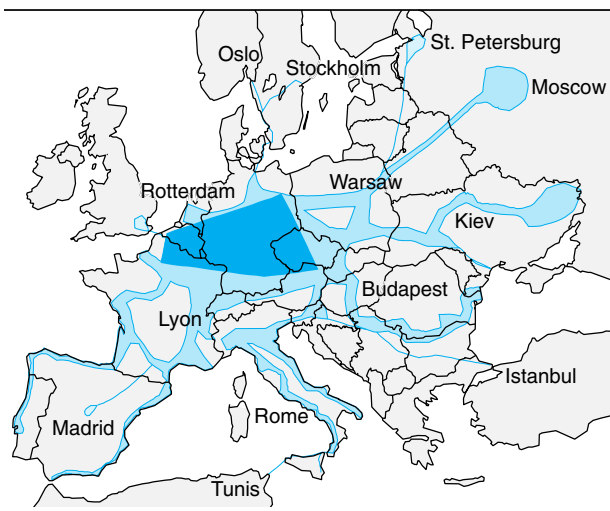 Oslo
St. Petersburg
Stockholm
Moscow
Rotterdam
Warsaw
Kiev
Budapest
Lyon
Istanbul
Rome
Madrid
Tunis